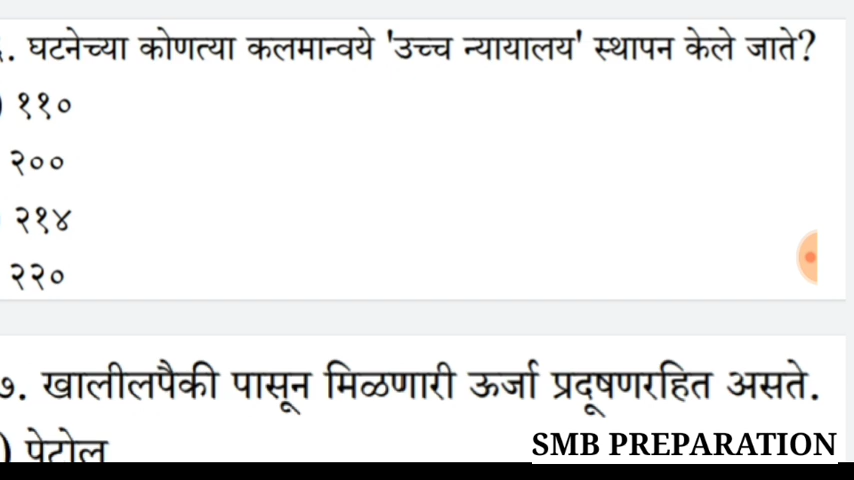 . घटनेच्या कोणत्या कलमान्वये 'उच्च न्यायालय' स्थापन केले जाते?
) ११०
२००
२१४
२२०
७. खालीलपैकी पासून मिळणारी ऊर्जा प्रदूषणरहित असते.
) पेटोल
SMB PREPARATION